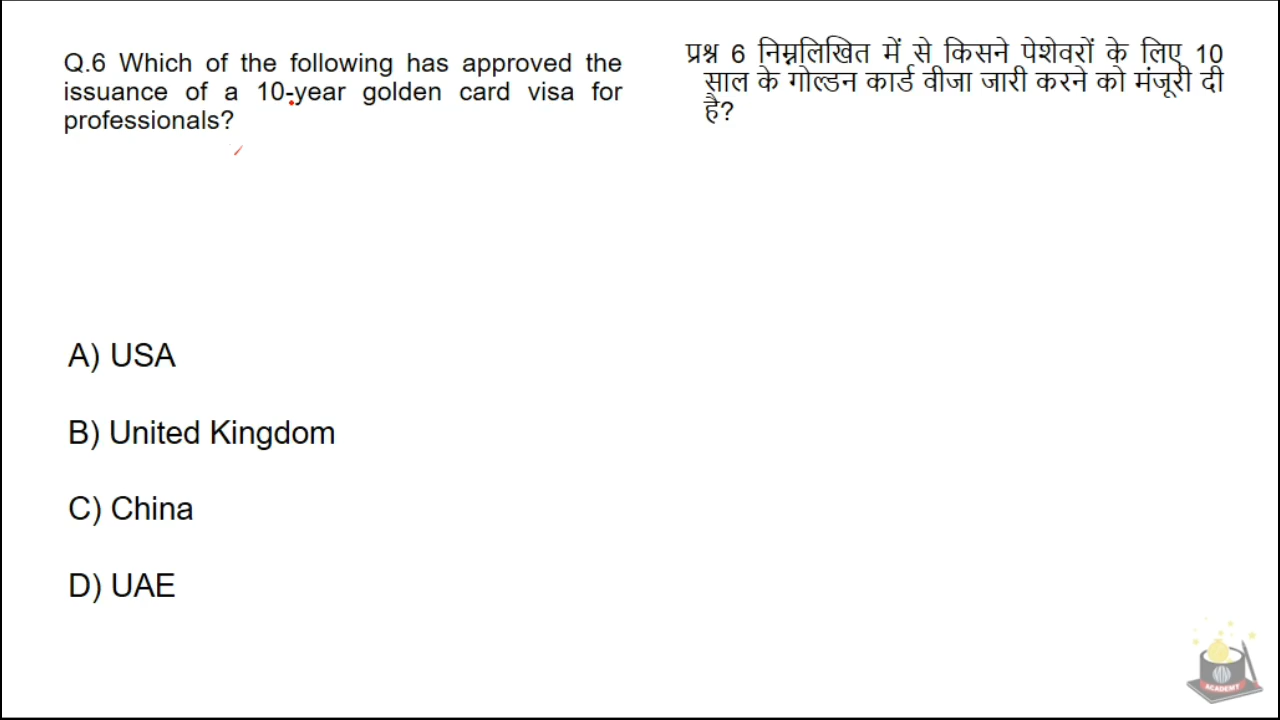 Q.6 Which of the following has approved the
issuance of a 10-year golden card visa for
professionals?
प्रश्न 6 निम्नलिखित में से किसने पेशेवरों के लिए 10
साल के गोल्डन कार्ड वीजा जारी करने को मंजूरी दी
है?
A) USA
B) United Kingdom
C) China
D) UAE
ACADEMY